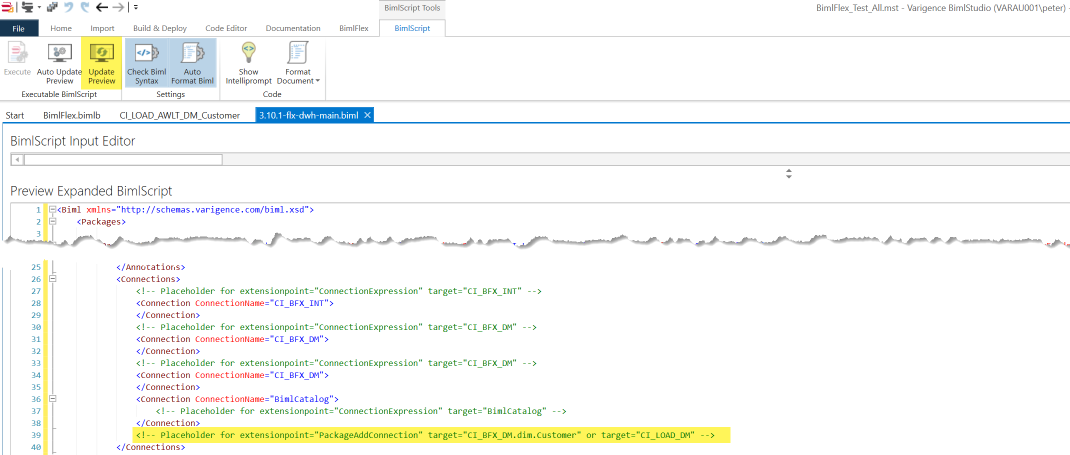 BimlScript Tools
BimlFlex_Test_All.mst - Varigence BimlStudio (VARAU001\peter) -
File Home Import Build & Deploy Code Editor Documentation BimlFlex BimlScript
Execute Auto Update Preview Update Preview Check Biml Syntax Auto Format Biml Show Intelliprompt Format Document
Executable BimlScript Settings Code
Start BimlFlex.bimlb CI_LOAD_AWLT_DM_Customer 3.10.1-flx-dwh-main.biml
BimlScript Input Editor
Preview Expanded BimlScript
1 <Biml xmlns="http://schemas.varigence.com/biml.xsd">
2 <Packages>
3
25 </Annotations>
26 <Connections>
27 <!-- Placeholder for extensionpoint="ConnectionExpression" target="CI_BFX_INT" -->
28 <Connection ConnectionName="CI_BFX_INT">
29 </Connection>
30 <!-- Placeholder for extensionpoint="ConnectionExpression" target="CI_BFX_DM" -->
31 <Connection ConnectionName="CI_BFX_DM">
32 </Connection>
33 <!-- Placeholder for extensionpoint="ConnectionExpression" target="CI_BFX_DM" -->
34 <Connection ConnectionName="CI_BFX_DM">
35 </Connection>
36 <Connection ConnectionName="BimlCatalog">
37 <!-- Placeholder for extensionpoint="ConnectionExpression" target="BimlCatalog" -->
38 </Connection>
39 <!-- Placeholder for extensionpoint="PackageAddConnection" target="CI_BFX_DM.dim.Customer" or target="CI_LOAD_DM" -->
40 </Connections>